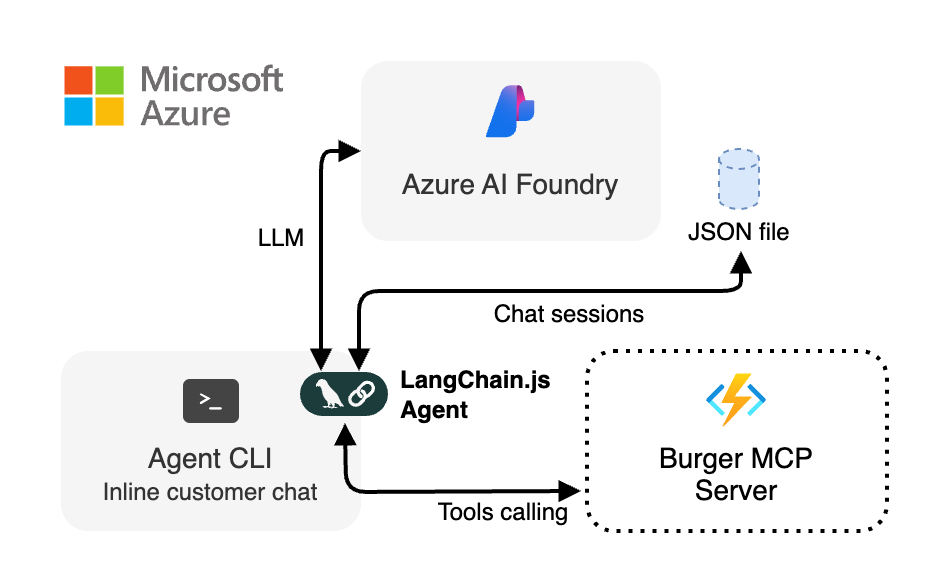 Microsoft
Azure
Azure AI Foundry
JSON file
LLM
Chat sessions
LangChain.js
Agent
>_
Agent CLI
Inline customer chat
Burger MCP
Server
Tools calling